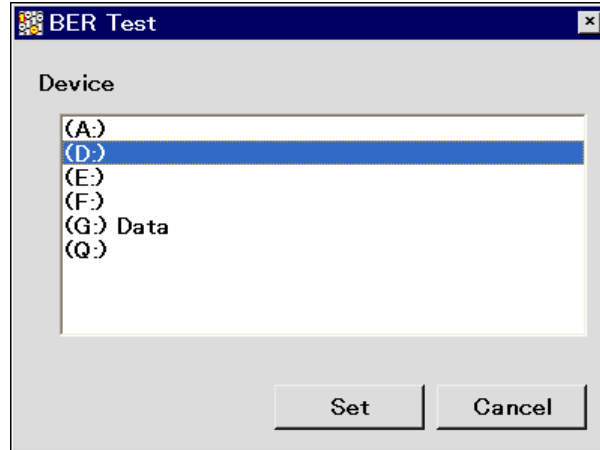 BER Test
Device
(A:)
(D:)
(E:)
(F:)
(G:) Data
(Q:)
Set
Cancel